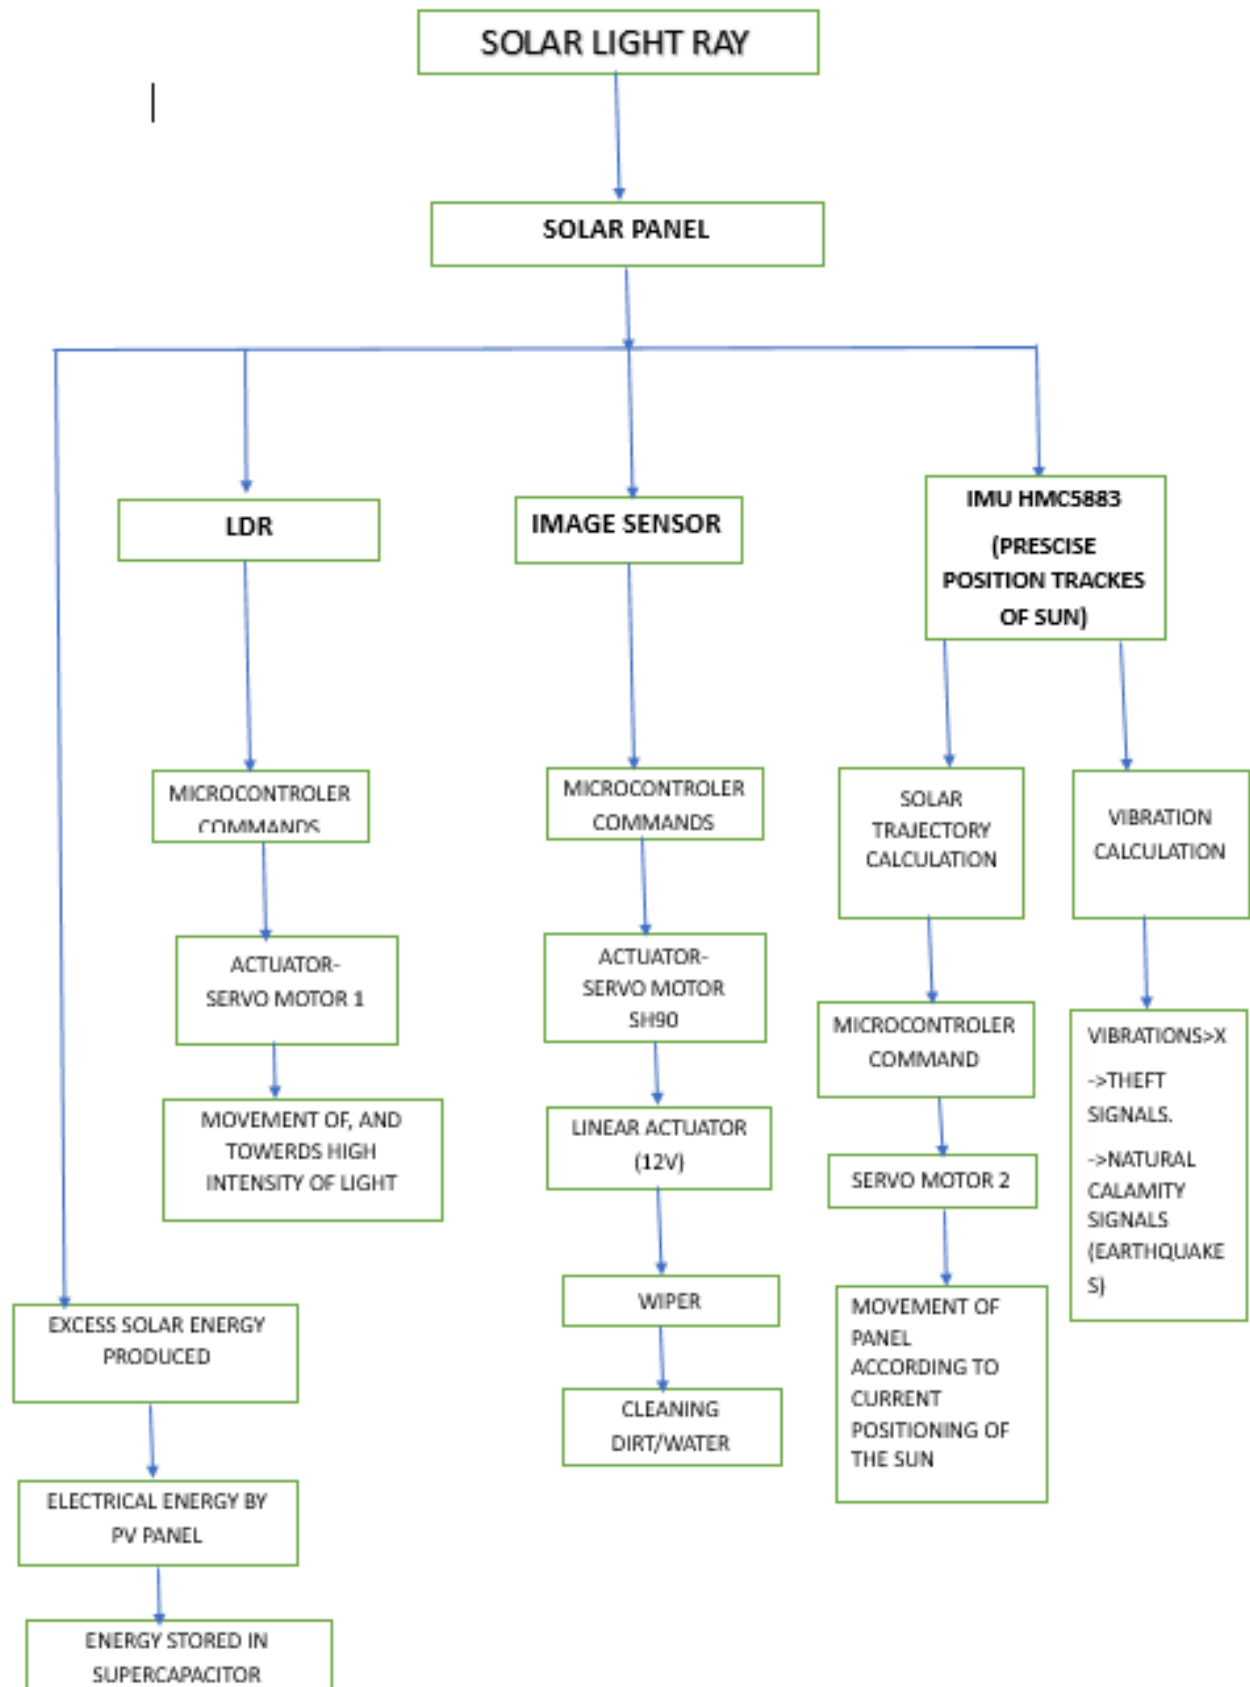 SOLAR LIGHT RAY
SOLAR PANEL
LDR
MICROCONTROLER
COMMANDS
ACTUATOR-
SERVO MOTOR 1
MOVEMENT OF, AND
TOWERDS HIGH
INTENSITY OF LIGHT
IMAGE SENSOR
MICROCONTROLER
COMMANDS
ACTUATOR-
SERVO MOTOR
SH90
LINEAR ACTUATOR
(12V)
WIPER
CLEANING
DIRT/WATER
IMU HMC5883
(PRESCISE
POSITION TRACKES
OF SUN)
SOLAR
TRAJECTORY
CALCULATION
MICROCONTROLER
COMMAND
SERVO MOTOR 2
MOVEMENT OF
PANEL
ACCORDING TO
CURRENT
POSITIONING OF
THE SUN
VIBRATION
CALCULATION
VIBRATIONS>X
->THEFT
SIGNALS.
->NATURAL
CALAMITY
SIGNALS
(EARTHQUAKE
S)
EXCESS SOLAR ENERGY
PRODUCED
ELECTRICAL ENERGY BY
PV PANEL
ENERGY STORED IN
SUPERCAPACITOR